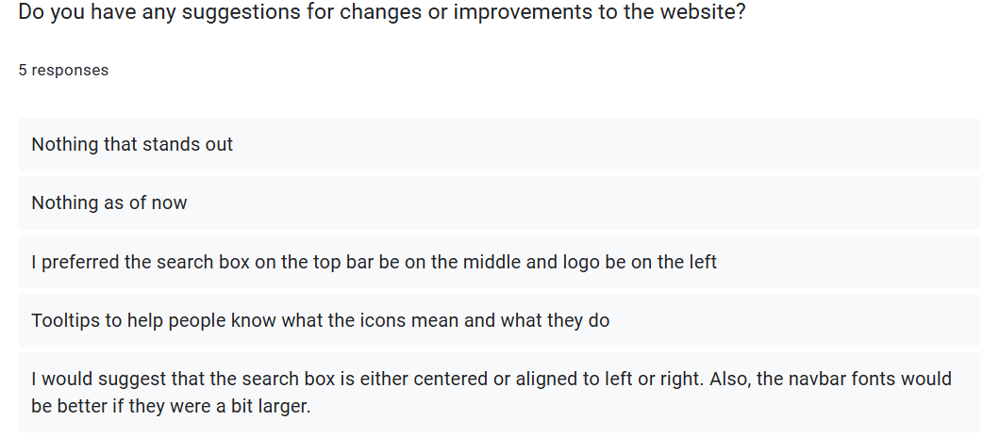 Do you have any suggestions for changes or improvements to the website?
5 responses
Nothing that stands out
Nothing as of now
I preferred the search box on the top bar be on the middle and logo be on the left
Tooltips to help people know what the icons mean and what they do
I would suggest that the search box is either centered or aligned to left or right. Also, the navbar fonts would
be better if they were a bit larger.